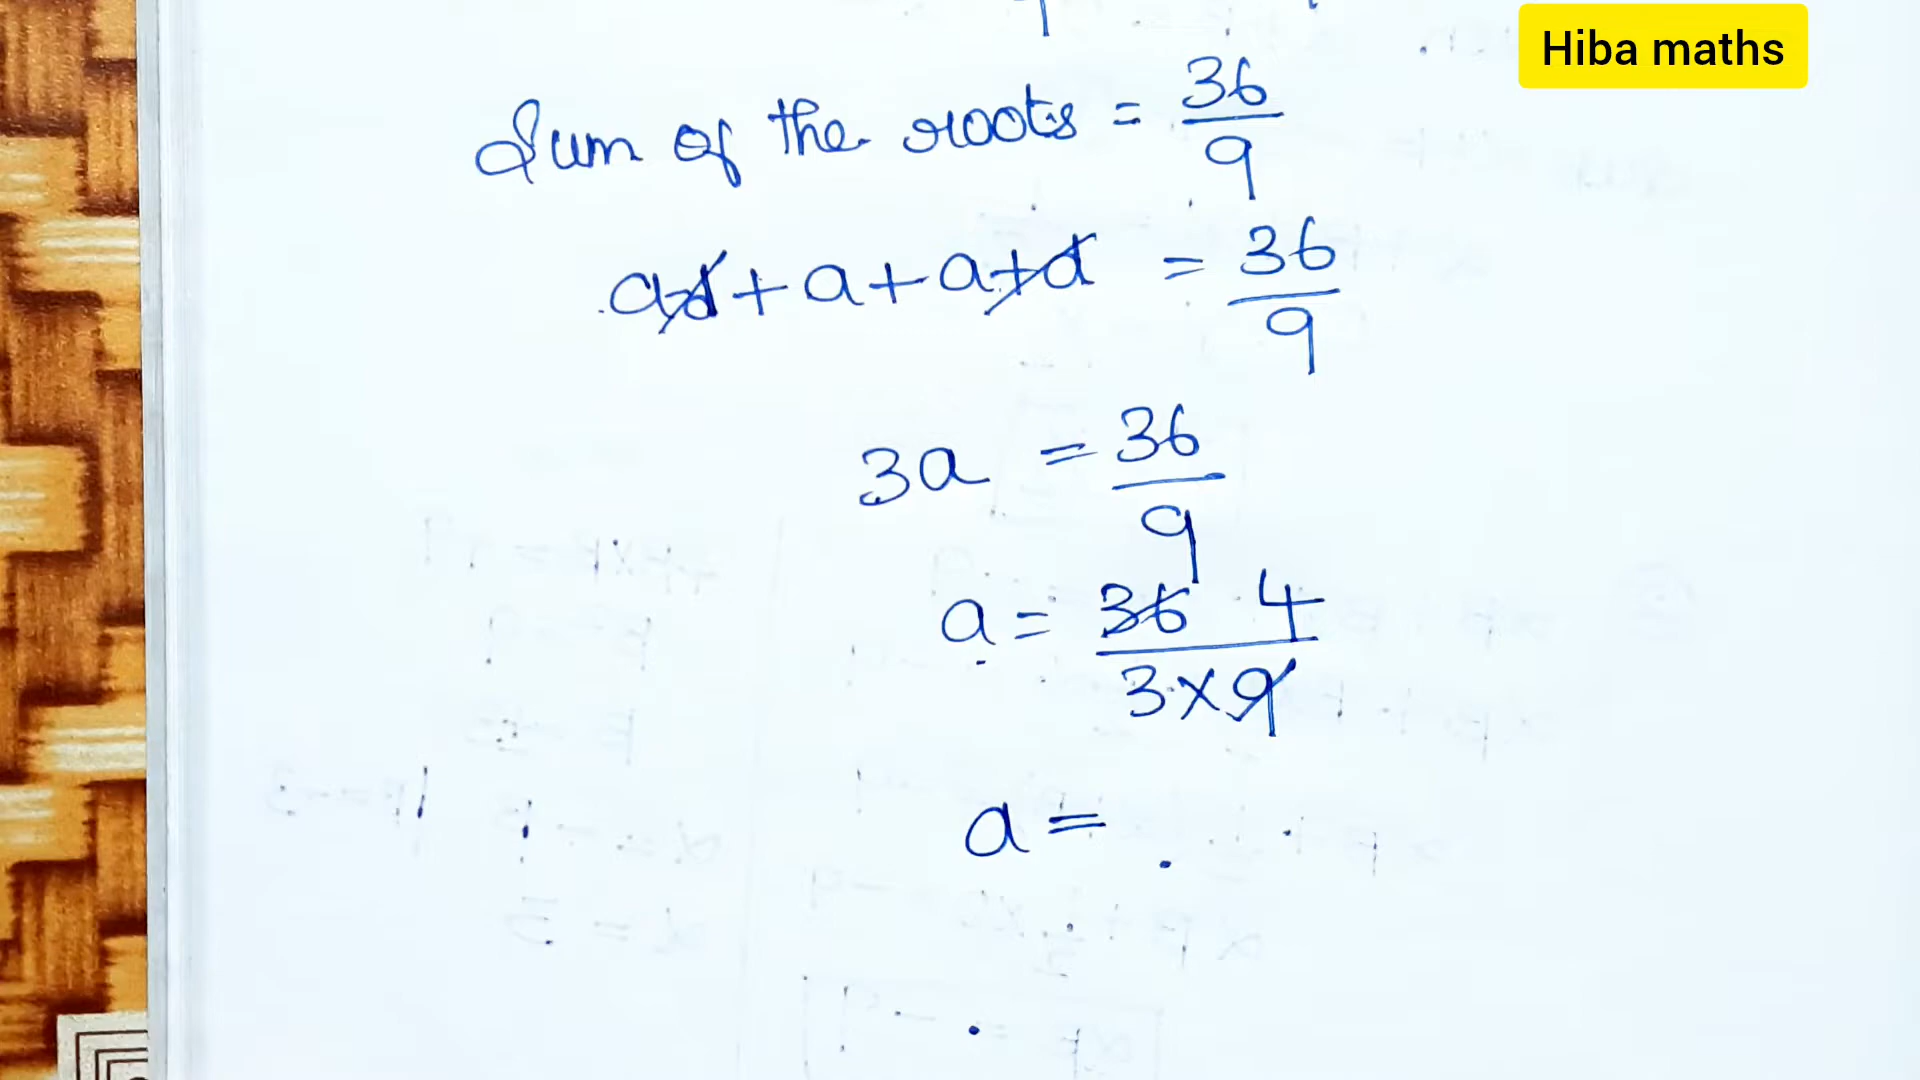 Hiba maths
Sum of the roots = 36/9
a-d + a + a+d = 36/9
3a = 36/9
a = 36 4 / 3×9
a =